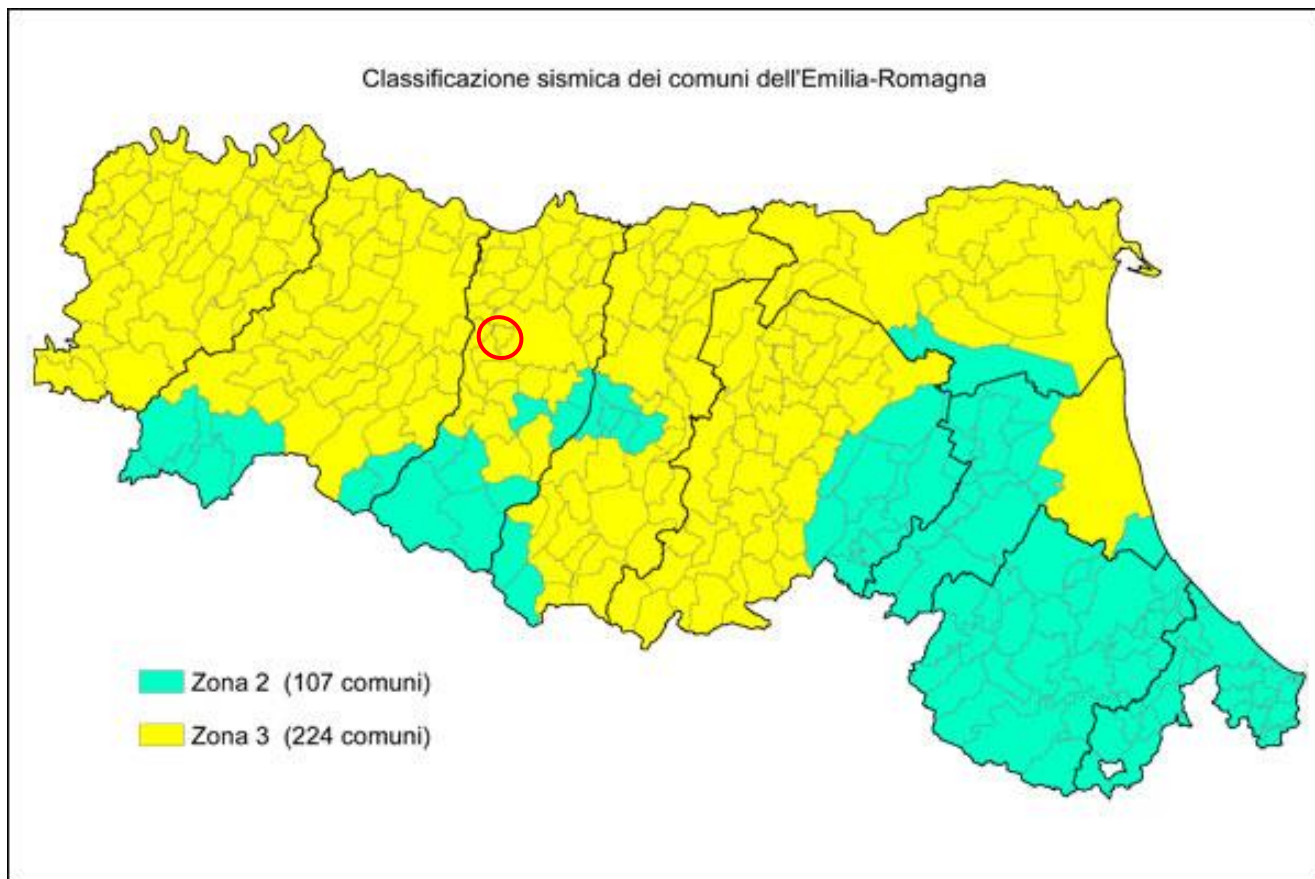 Classificazione sismica dei comuni dell'Emilia-Romagna
Zona 2 (107 comuni)
Zona 3 (224 comuni)